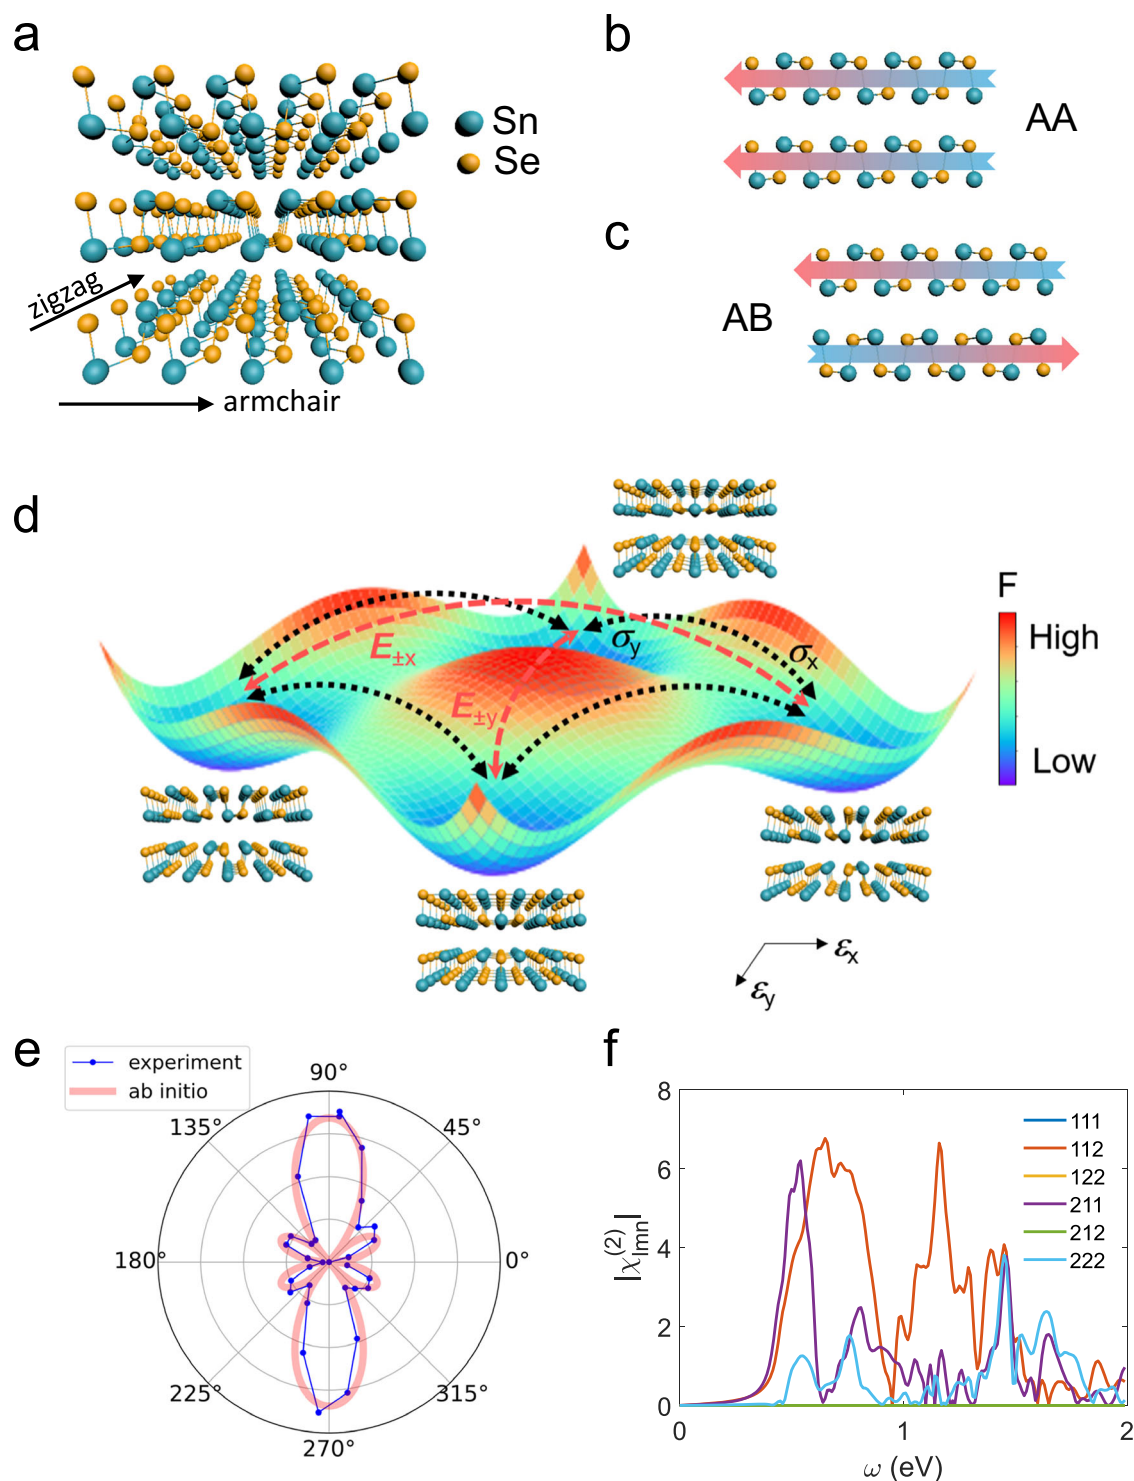 a
Sn
Se
zigzag
armchair
b
AA
c
AB
d
F
High
Low
E±x
E±y
σy
σx
εx
εy
e
experiment
ab initio
90°
135°
45°
180°
0°
225°
315°
270°
f
8
6
4
2
0
|χ(2)lmn|
111
112
122
211
212
222
0
1
2
ω (eV)